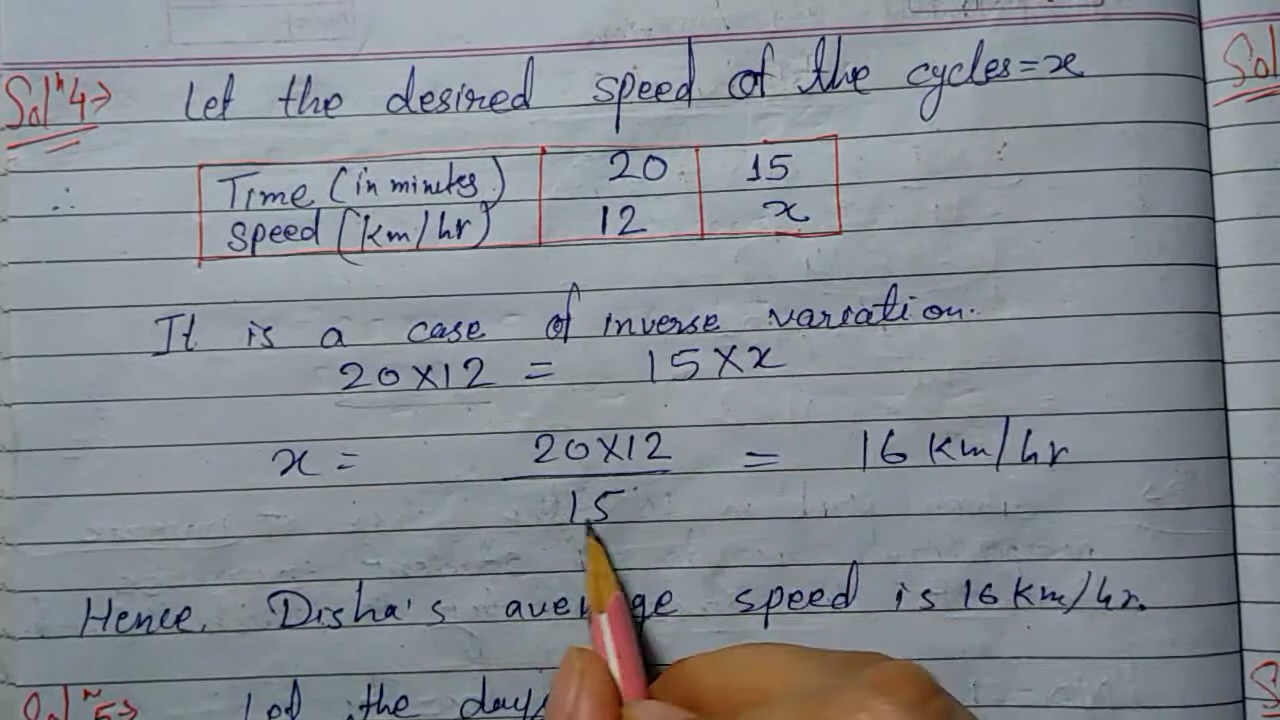 Solⁿ4→ Let the desired speed of the cycles=x
∴ Time (in minutes) 20 15
Speed (km/hr) 12 x
It is a case of inverse variation.
20×12 = 15×x
x = 20×12 = 16 km/hr
15
Hence, Disha's average speed is 16 km/hr.
Solⁿ5→ Let the days
Sol